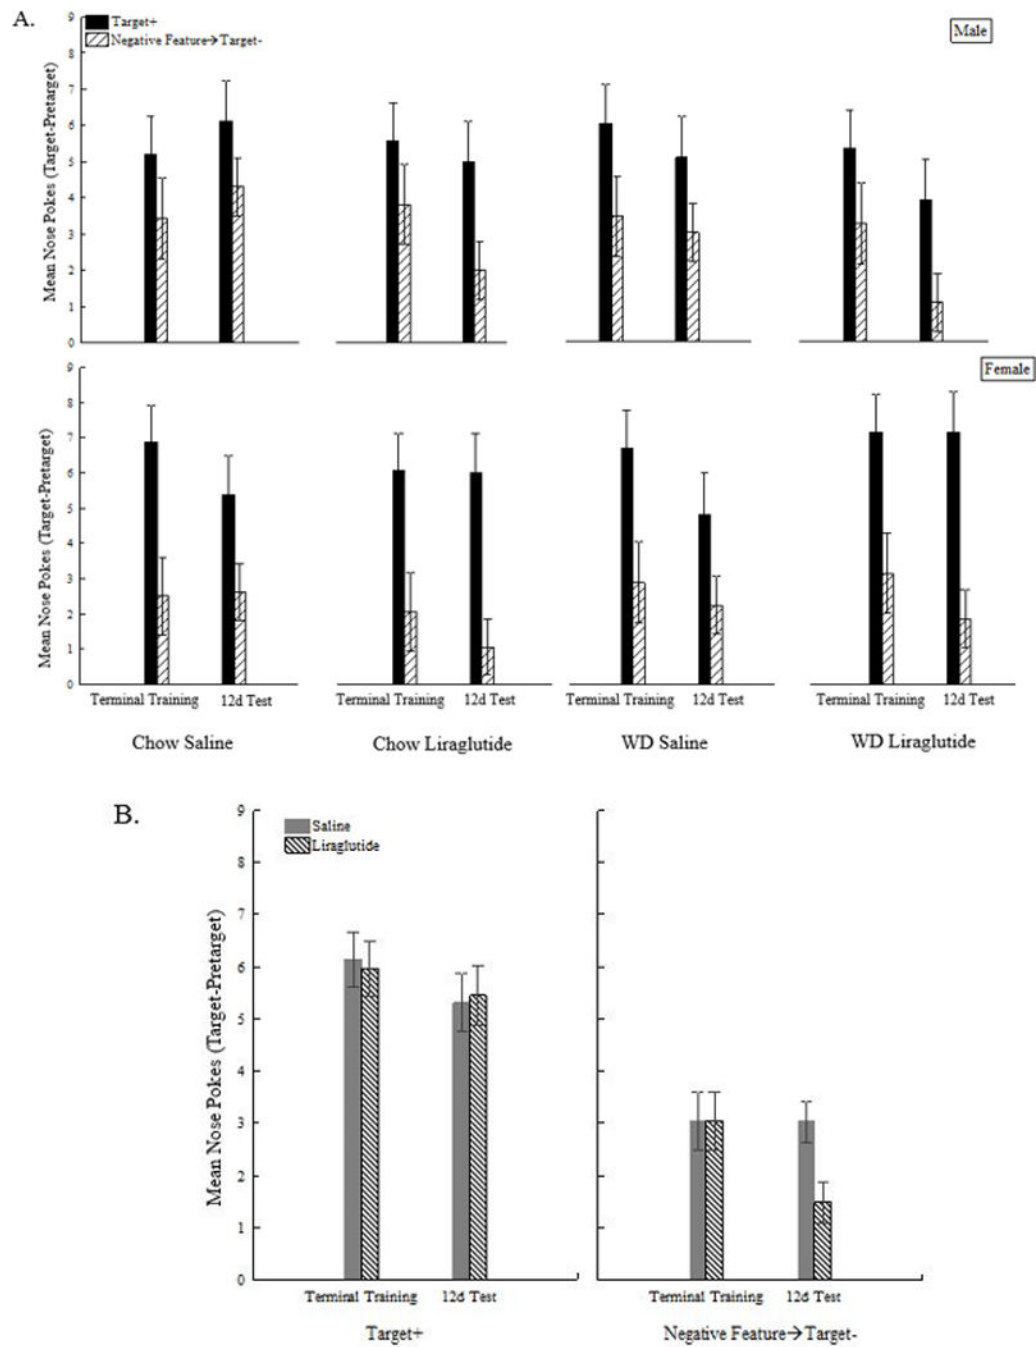 A.
Target+
Negative Feature→Target-
Male
Mean Nose Pokes (Target-Pretarget)
9
8
7
6
5
4
3
2
1
0
Female
Mean Nose Pokes (Target-Pretarget)
9
8
7
6
5
4
3
2
1
0
Terminal Training 12d Test Terminal Training 12d Test Terminal Training 12d Test Terminal Training 12d Test
Chow Saline Chow Liraglutide WD Saline WD Liraglutide
B.
Saline
Liraglutide
Mean Nose Pokes (Target-Pretarget)
9
8
7
6
5
4
3
2
1
0
Terminal Training 12d Test Terminal Training 12d Test
Target+ Negative Feature→Target-